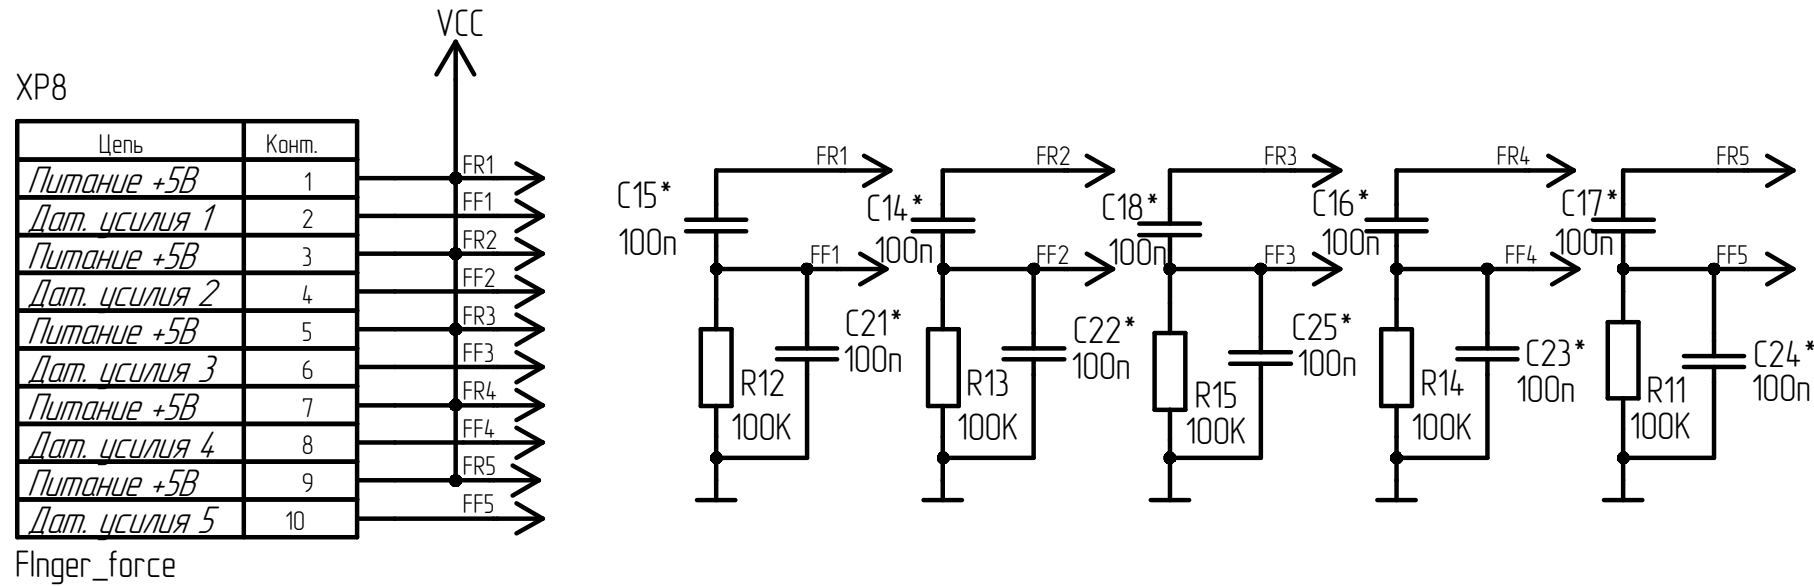 VCC
XP8
Цепь Конт.
Питание +5В 1 FR1
Дат. усилия 1 2 FF1
Питание +5В 3 FR2
Дат. усилия 2 4 FF2
Питание +5В 5 FR3
Дат. усилия 3 6 FF3
Питание +5В 7 FR4
Дат. усилия 4 8 FF4
Питание +5В 9 FR5
Дат. усилия 5 10 FF5
FInger_force
FR1 FR2 FR3 FR4 FR5
C15* C14* C18* C16* C17*
100n 100n 100n 100n 100n
FF1 FF2 FF3 FF4 FF5
C21* C22* C25* C23* C24*
100n 100n 100n 100n 100n
R12 R13 R15 R14 R11
100K 100K 100K 100K 100K